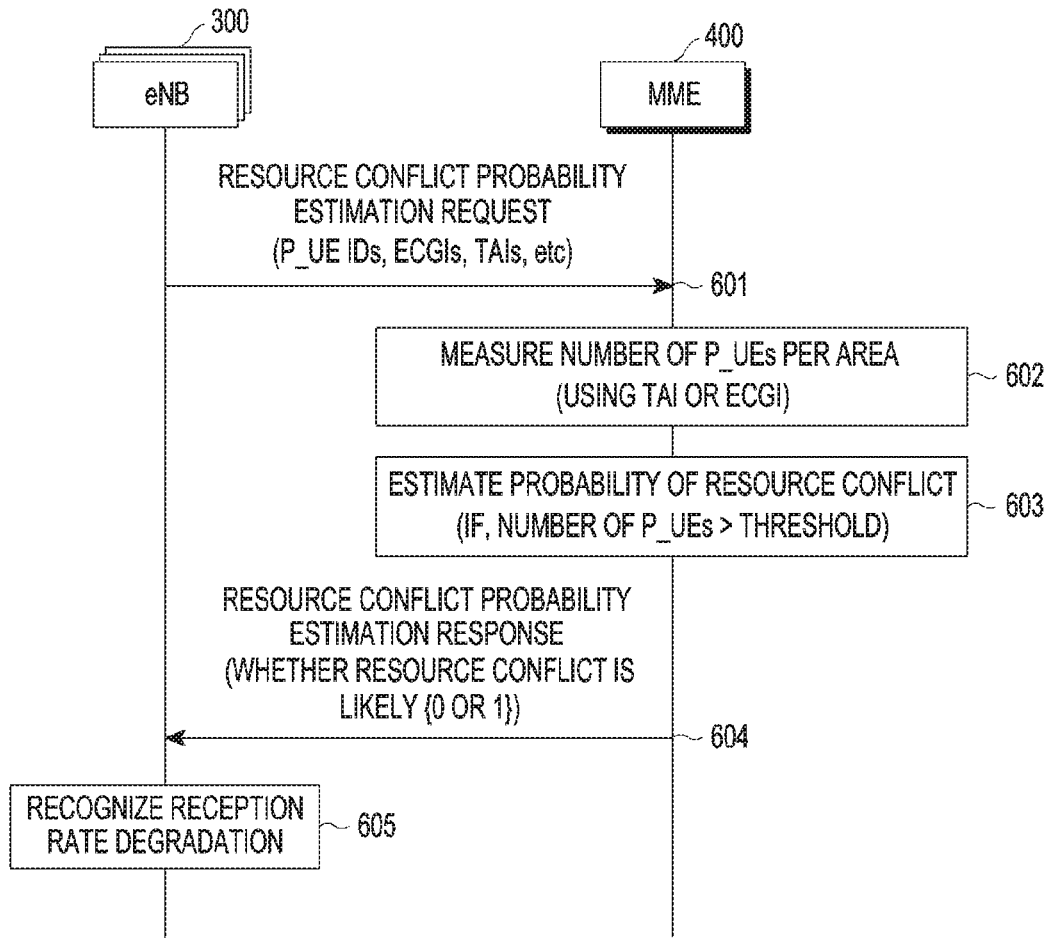 300
400
eNB
MME
RESOURCE CONFLICT PROBABILITY
ESTIMATION REQUEST
(P_UE IDs, ECGIs, TAIs, etc)
601
MEASURE NUMBER OF P_UEs PER AREA
(USING TAI OR ECGI)
602
ESTIMATE PROBABILITY OF RESOURCE CONFLICT
(IF, NUMBER OF P_UEs > THRESHOLD)
603
RESOURCE CONFLICT PROBABILITY
ESTIMATION RESPONSE
(WHETHER RESOURCE CONFLICT IS
LIKELY {0 OR 1})
604
RECOGNIZE RECEPTION
RATE DEGRADATION
605